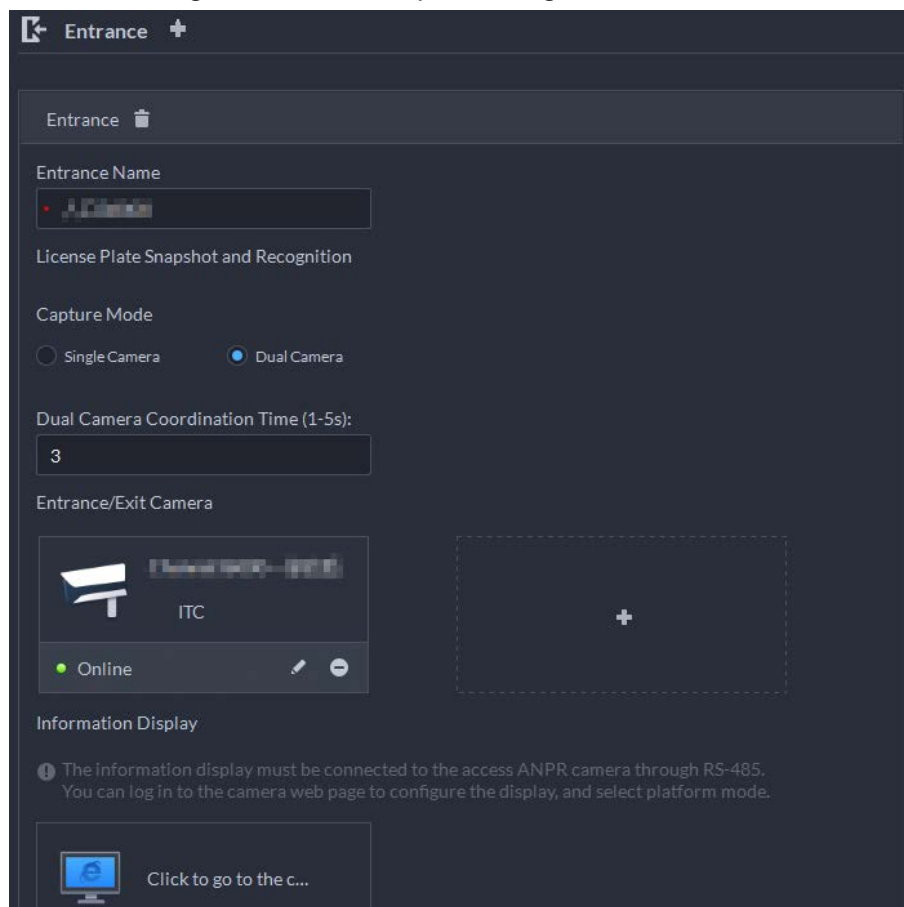 Entrance
Entrance
Entrance Name
License Plate Snapshot and Recognition
Capture Mode
Single Camera Dual Camera
Dual Camera Coordination Time (1-5s):
3
Entrance/Exit Camera
ITC
Online
Information Display
The information display must be connected to the access ANPR camera through RS-485.
You can log in to the camera web page to configure the display, and select platform mode.
Click to go to the c...